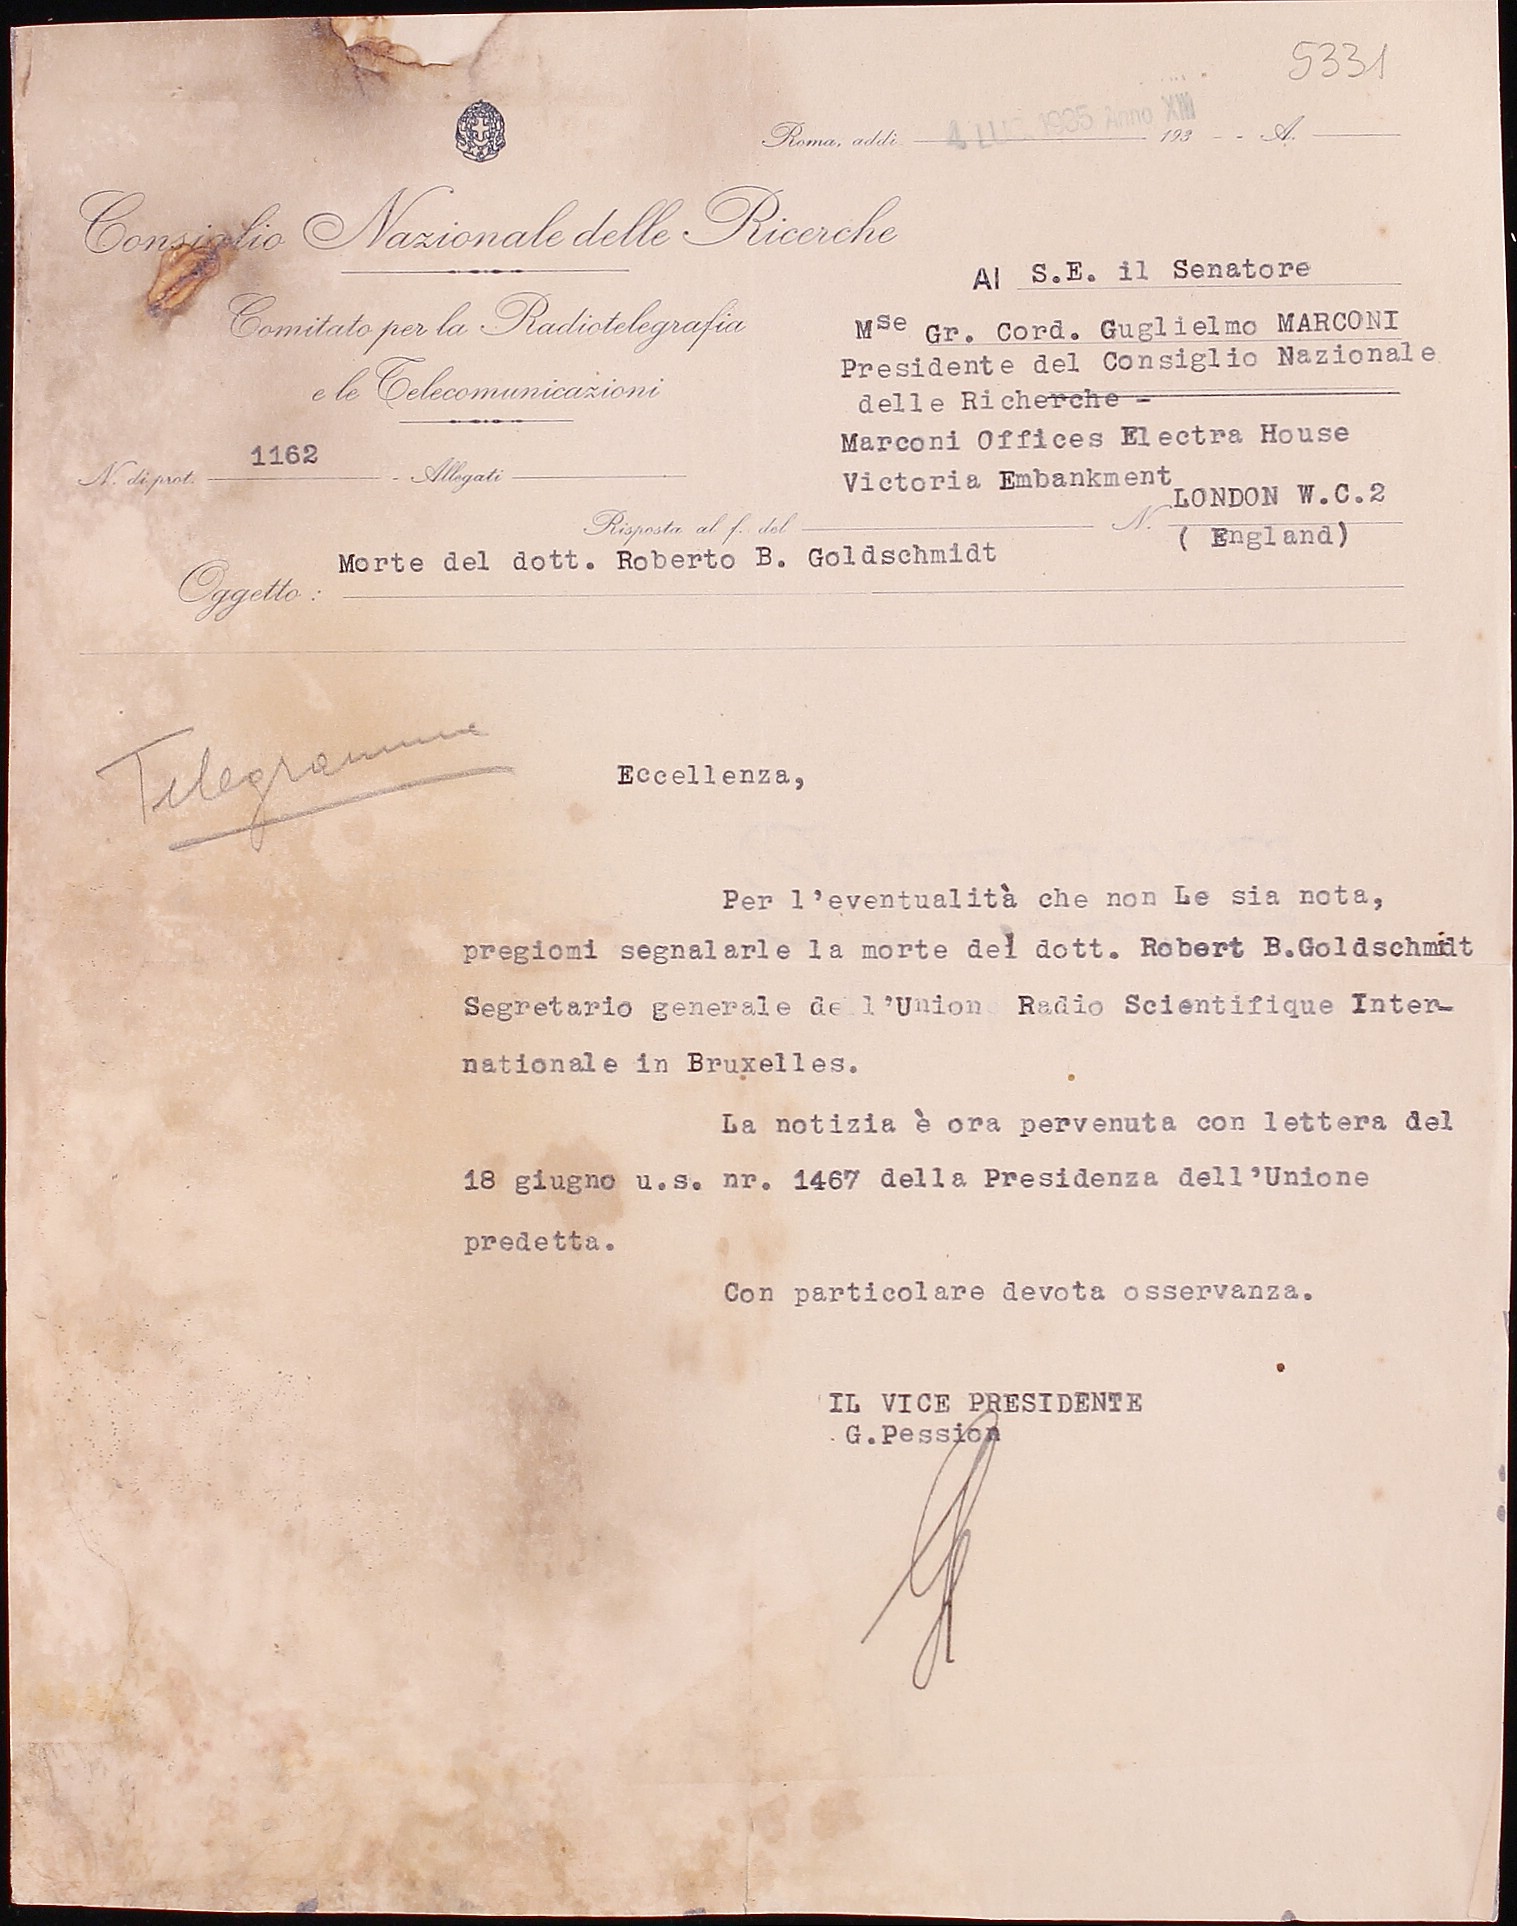 5331
Roma, addì 4 LUG. 1935 Anno XIII 193 - - A.
Consiglio Nazionale delle Ricerche
Comitato per la Radiotelegrafia
e le Telecomunicazioni
N. di prot. 1162 - Allegati
Al S.E. il Senatore
Mse Gr. Cord. Guglielmo MARCONI
Presidente del Consiglio Nazionale
delle Richerche -
Marconi Offices Electra House
Victoria Embankment
LONDON W.C.2
( England)
Risposta al f. del N.
Oggetto : Morte del dott. Roberto B. Goldschmidt
Telegramma
Eccellenza,
Per l'eventualità che non Le sia nota,
pregiomi segnalarle la morte del dott. Robert B.Goldschmidt
Segretario generale de l'Union Radio Scientifique Inter-
nationale in Bruxelles.
La notizia è ora pervenuta con lettera del
18 giugno u.s. nr. 1467 della Presidenza dell'Unione
predetta.
Con particolare devota osservanza.
IL VICE PRESIDENTE
G.Pession